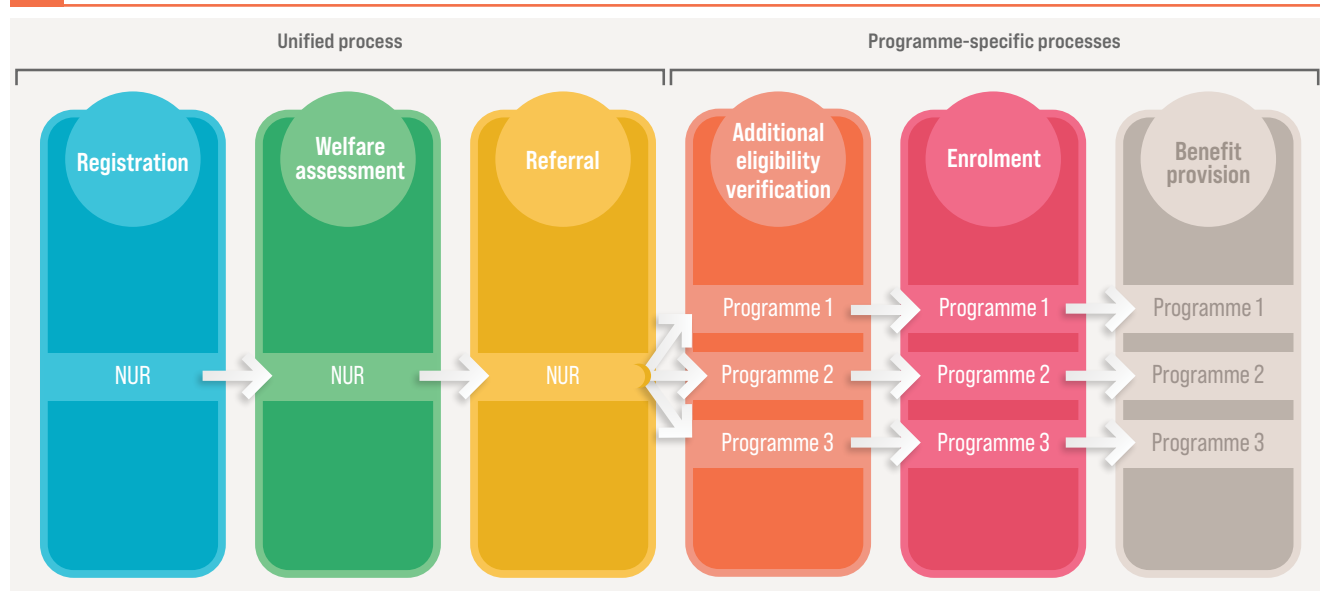 Unified process
Programme-specific processes
Registration
Welfare
assessment
Referral
Additional
eligibility
verification
Enrolment
Benefit
provision
NUR
NUR
NUR
Programme 1
Programme 2
Programme 3
Programme 1
Programme 2
Programme 3
Programme 1
Programme 2
Programme 3